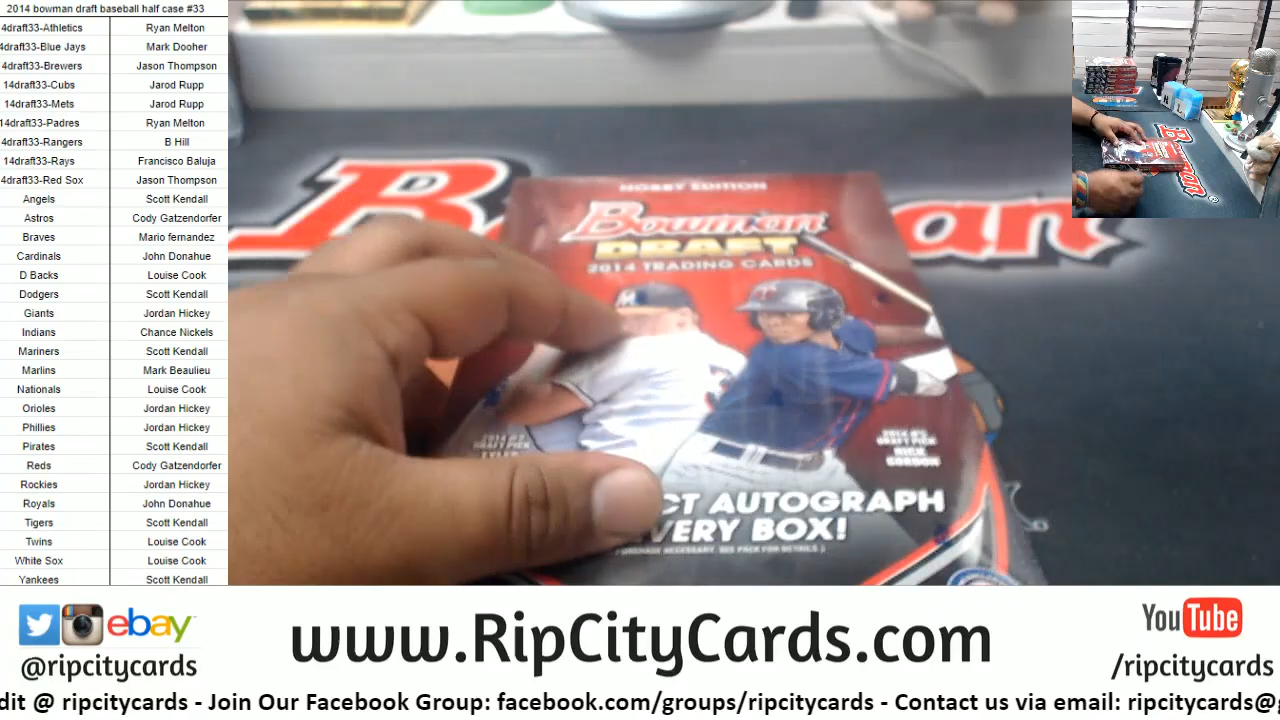 2014 bowman draft baseball half case #33
4draft33-Athletics Ryan Melton
4draft33-Blue Jays Mark Dooher
4draft33-Brewers Jason Thompson
14draft33-Cubs Jarod Rupp
14draft33-Mets Jarod Rupp
14draft33-Padres Ryan Melton
4draft33-Rangers B Hill
14draft33-Rays Francisco Baluja
4draft33-Red Sox Jason Thompson
Angels Scott Kendall
Astros Cody Gatzendorfer
Braves Mario fernandez
Cardinals John Donahue
D Backs Louise Cook
Dodgers Scott Kendall
Giants Jordan Hickey
Indians Chance Nickels
Mariners Scott Kendall
Marlins Mark Beaulieu
Nationals Louise Cook
Orioles Jordan Hickey
Phillies Jordan Hickey
Pirates Scott Kendall
Reds Cody Gatzendorfer
Rockies Jordan Hickey
Royals John Donahue
Tigers Scott Kendall
Twins Louise Cook
White Sox Louise Cook
Yankees Scott Kendall
HOBBY EDITION
Bowman
DRAFT
2014 TRADING CARDS
DRAFT PICK
NICK
GORDON
CT AUTOGRAPH
VERY BOX!
B an
Bowman
ebay
@ripcitycards
www.RipCityCards.com
YouTube
/ripcitycards
dit @ ripcitycards - Join Our Facebook Group: facebook.com/groups/ripcitycards - Contact us via email: ripcitycards@g